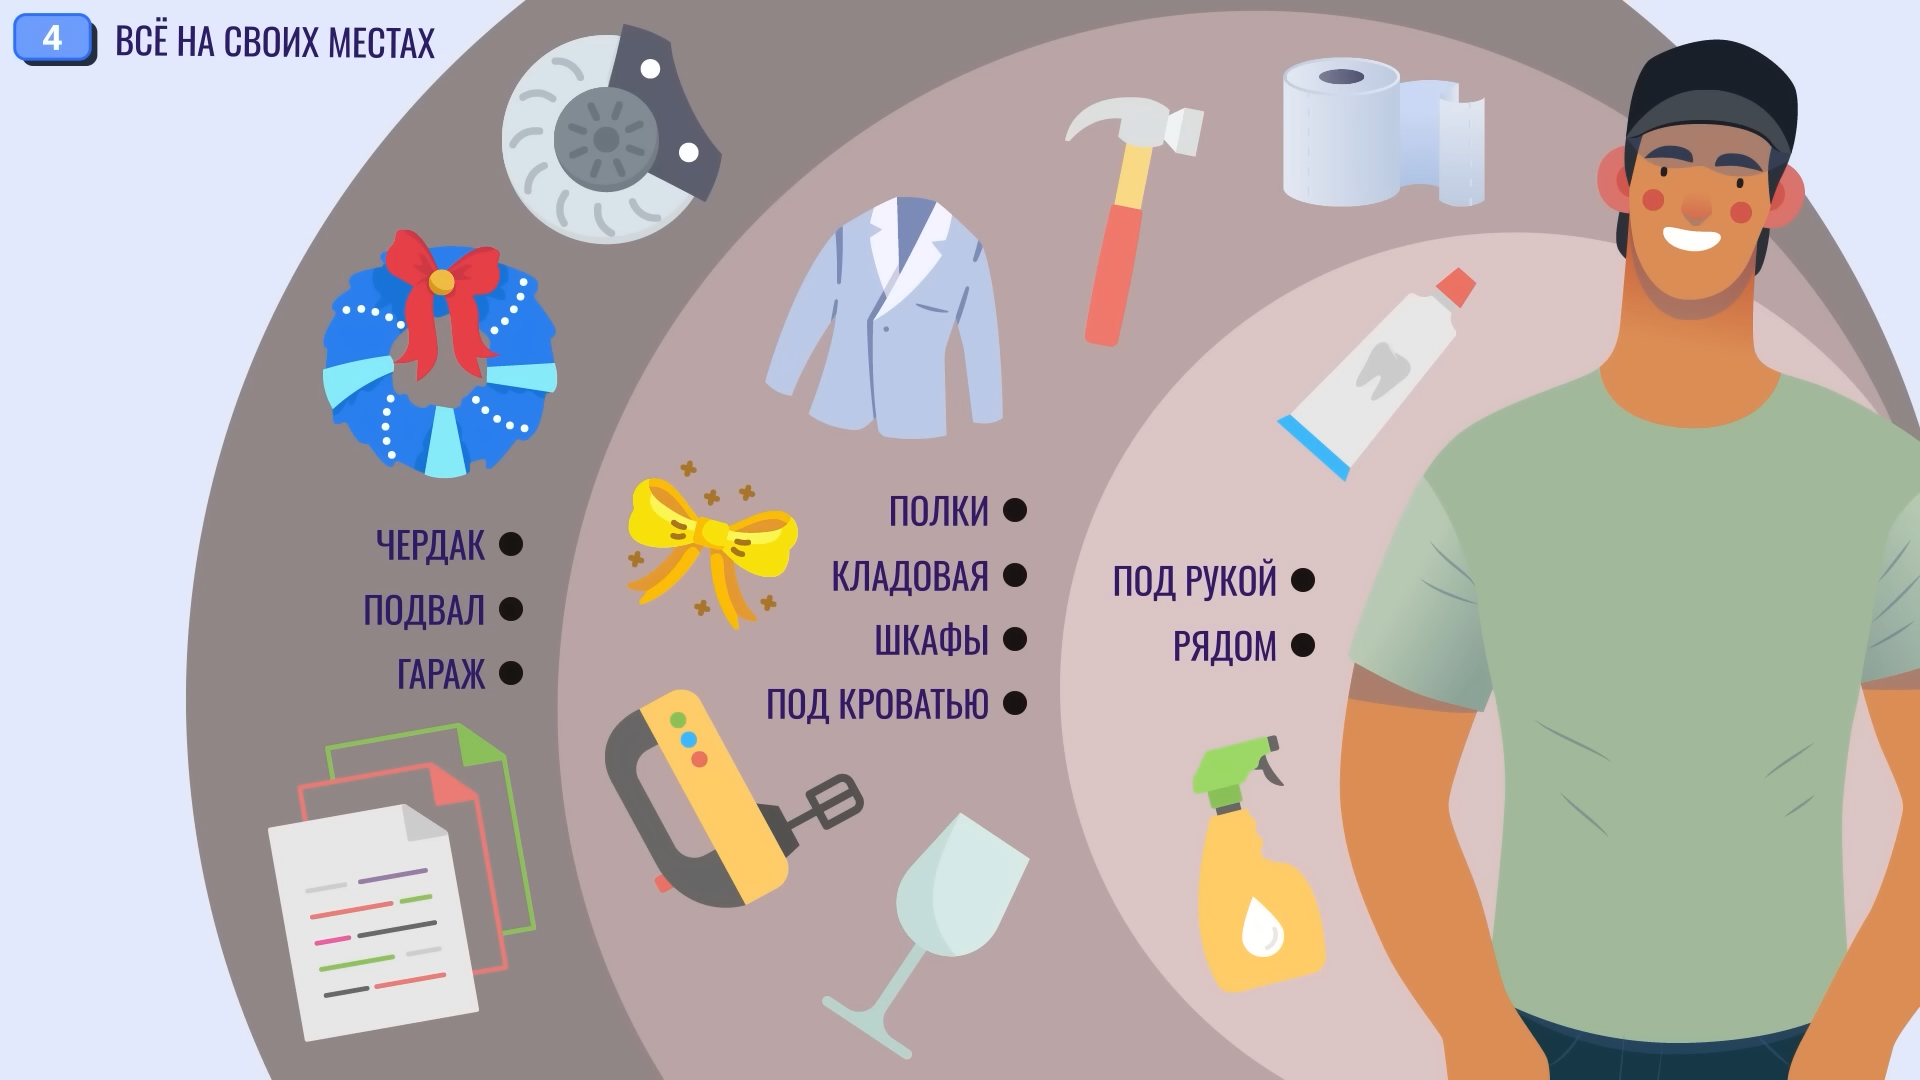 4
ВСЁ НА СВОИХ МЕСТАХ
ЧЕРДАК
ПОДВАЛ
ГАРАЖ
ПОЛКИ
КЛАДОВАЯ
ШКАФЫ
ПОД КРОВАТЬЮ
ПОД РУКОЙ
РЯДОМ